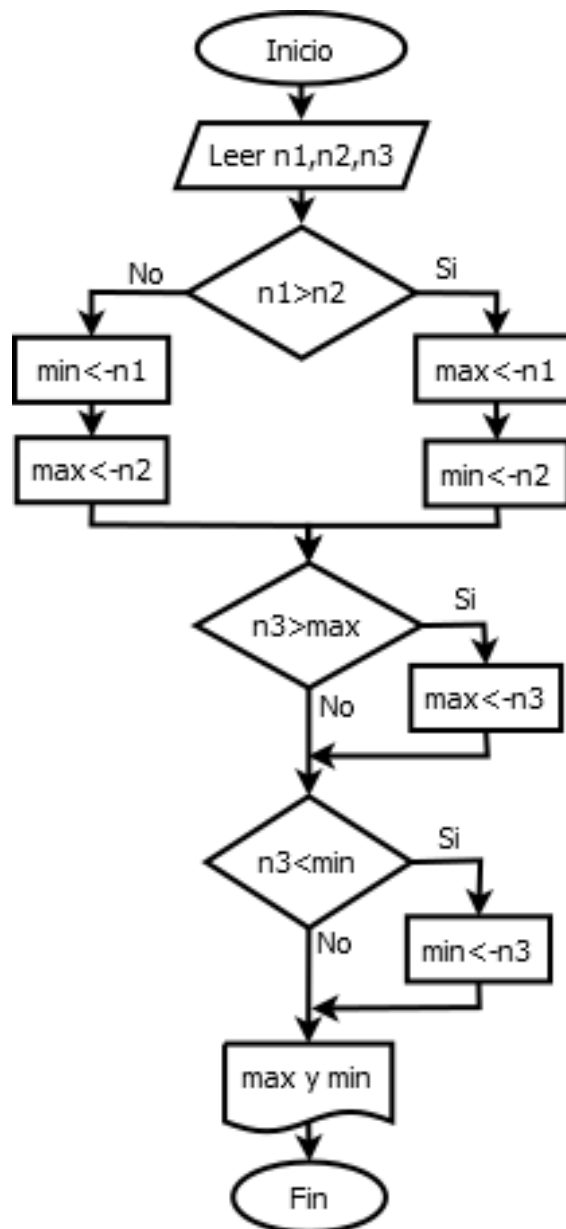 Inicio
Leer n1,n2,n3
No
Si
n1>n2
min<-n1
max<-n1
max<-n2
min<-n2
Si
n3>max
max<-n3
No
Si
n3<min
No
min<-n3
max y min
Fin